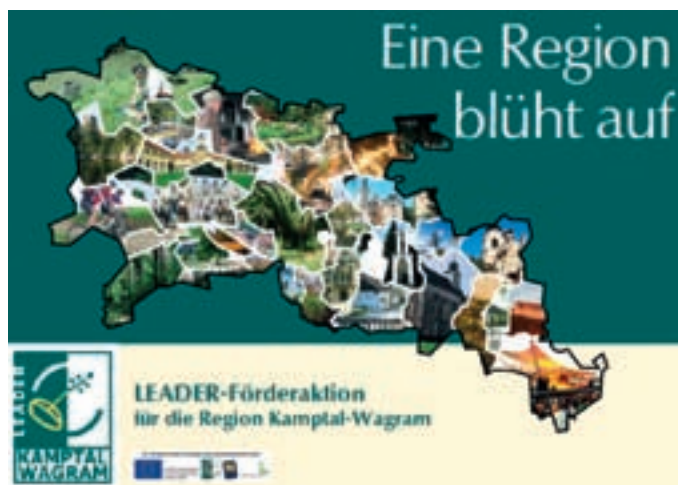 Eine Region
blüht auf
LEADER-Förderaktion
für die Region Kamptal-Wagram
LEADER
KAMPTAL
WAGRAM